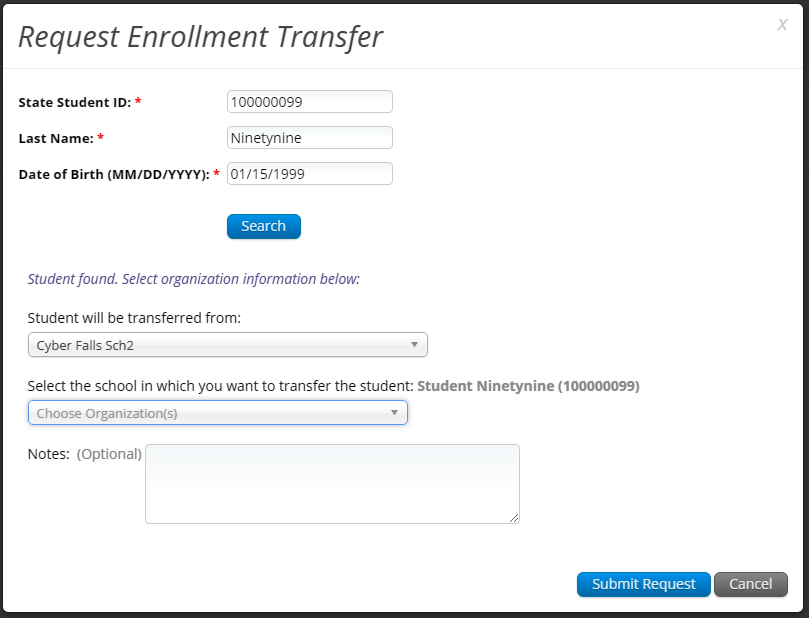 Request Enrollment Transfer
x
State Student ID: * 100000099
Last Name: * Ninetynine
Date of Birth (MM/DD/YYYY): * 01/15/1999
Search
Student found. Select organization information below:
Student will be transferred from:
Cyber Falls Sch2
Select the school in which you want to transfer the student: Student Ninetynine (100000099)
Choose Organization(s)
Notes: (Optional)
Submit Request Cancel